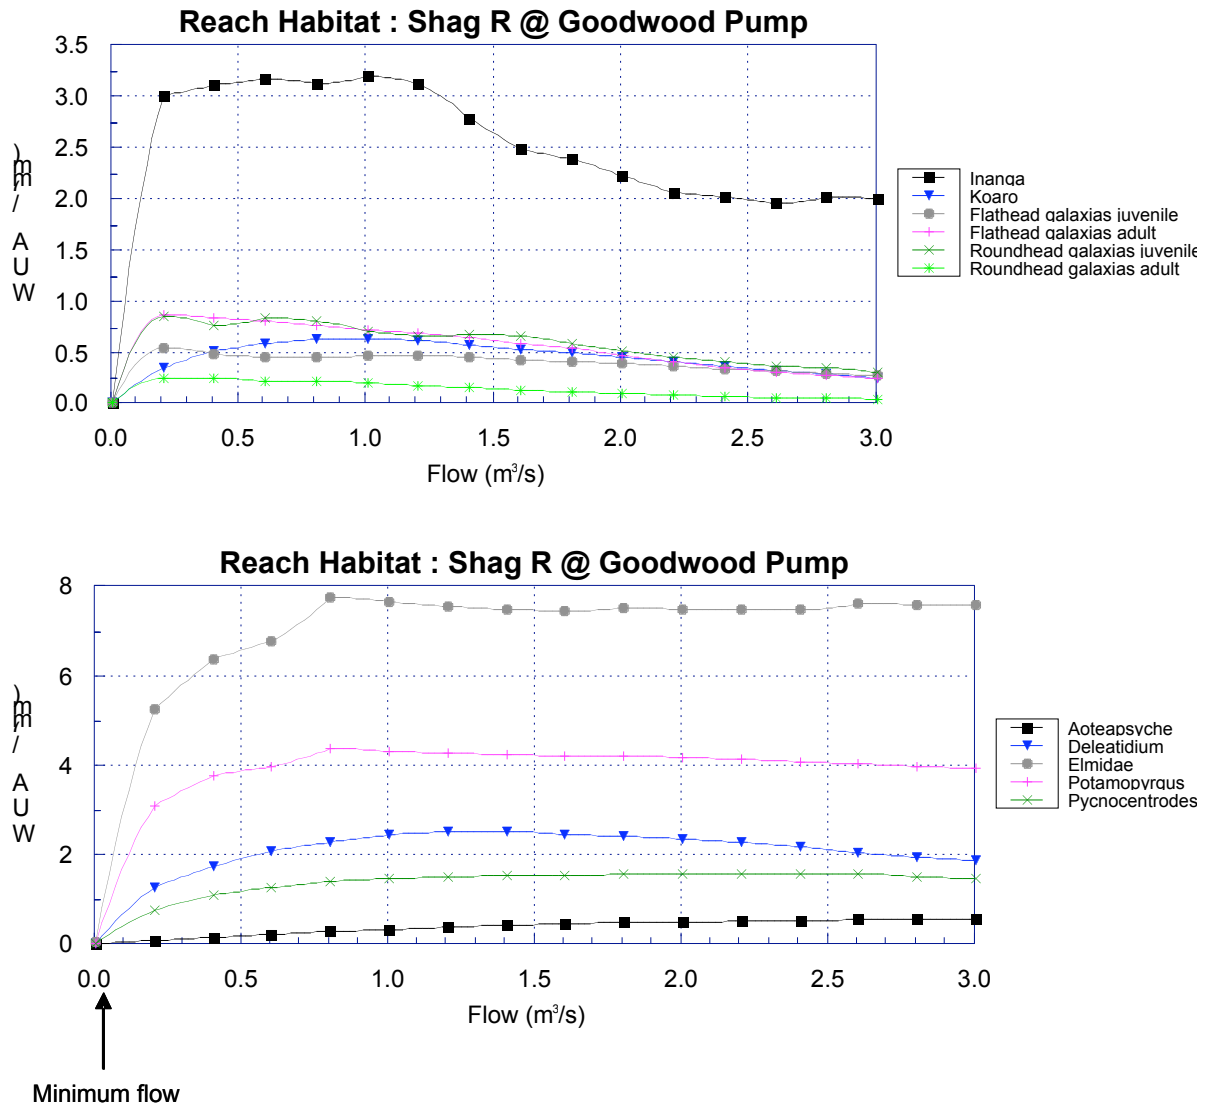 Reach Habitat : Shag R @ Goodwood Pump
3.5
3.0
2.5
2.0
1.5
1.0
0.5
0.0
WUA (m²/m)
0.0 0.5 1.0 1.5 2.0 2.5 3.0
Flow (m³/s)
Inanga
Koaro
Flathead galaxias juvenile
Flathead galaxias adult
Roundhead galaxias juvenile
Roundhead galaxias adult
Reach Habitat : Shag R @ Goodwood Pump
8
6
4
2
0
WUA (m²/m)
0.0 0.5 1.0 1.5 2.0 2.5 3.0
Flow (m³/s)
Aoteapsyche
Deleatidium
Elmidae
Potamopyrgus
Pycnocentrodes
Minimum flow